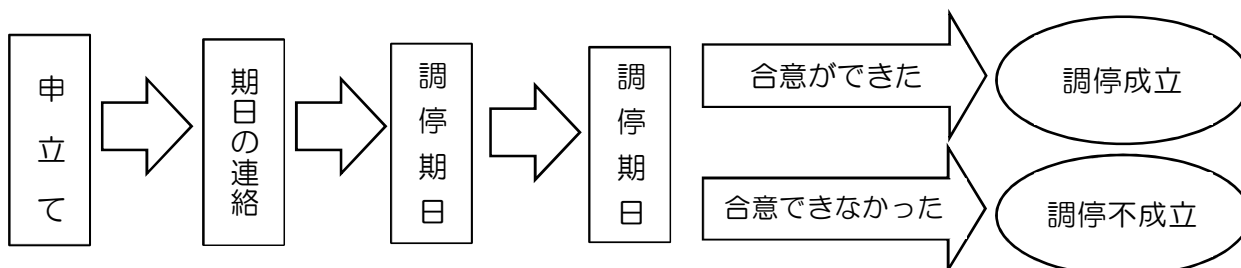 申立て
期日の連絡
調停期日
調停期日
合意ができた
調停成立
合意できなかった
調停不成立